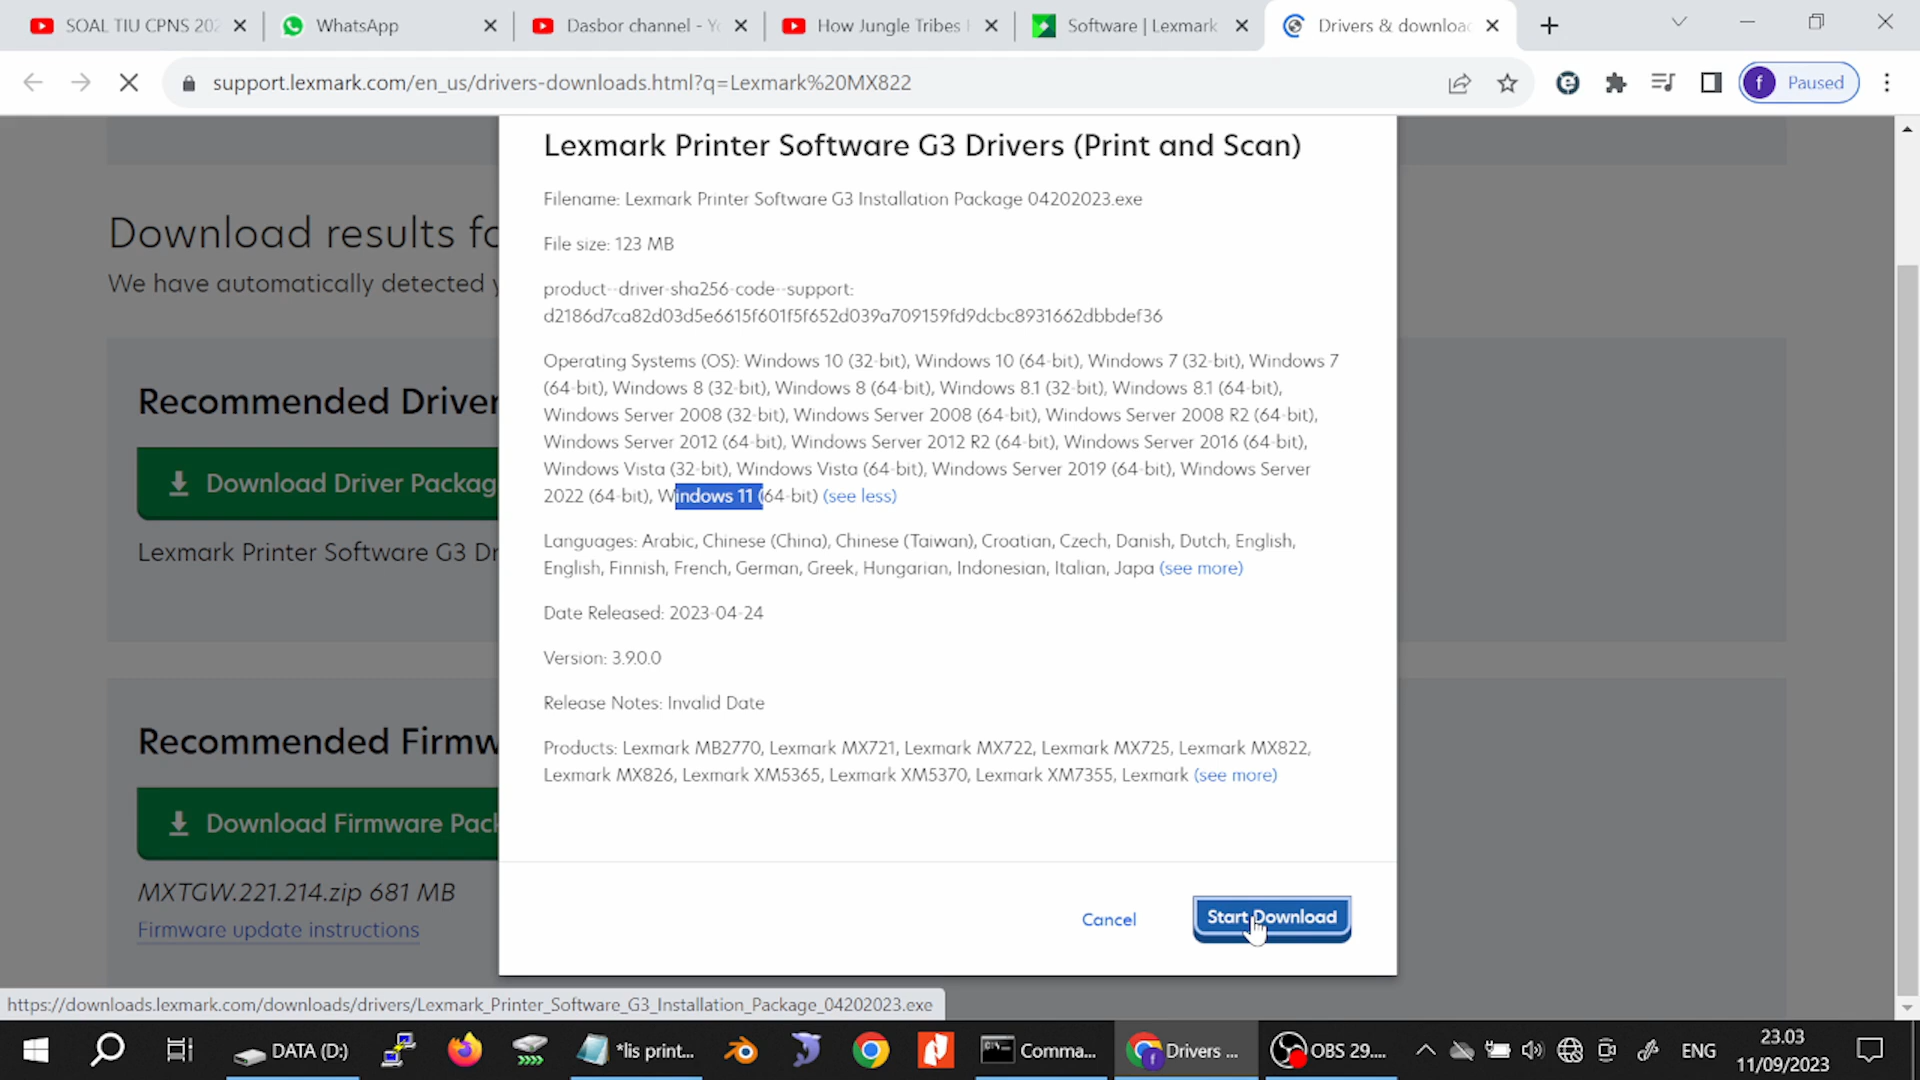 SOAL TIU CPNS 202
WhatsApp
Dasbor channel - Yo
How Jungle Tribes
Software | Lexmark
Drivers & downloa
support.lexmark.com/en_us/drivers-downloads.html?q=Lexmark%20MX822
f Paused
Lexmark Printer Software G3 Drivers (Print and Scan)
Filename: Lexmark Printer Software G3 Installation Package 04202023.exe
File size: 123 MB
product--driver-sha256-code--support:
d2186d7ca82d03d5e6615f601f5f652d039a709159fd9dcbc8931662dbbdef36
Operating Systems (OS): Windows 10 (32-bit), Windows 10 (64-bit), Windows 7 (32-bit), Windows 7
(64-bit), Windows 8 (32-bit), Windows 8 (64-bit), Windows 8.1 (32-bit), Windows 8.1 (64-bit),
Windows Server 2008 (32-bit), Windows Server 2008 (64-bit), Windows Server 2008 R2 (64-bit),
Windows Server 2012 (64-bit), Windows Server 2012 R2 (64-bit), Windows Server 2016 (64-bit),
Windows Vista (32-bit), Windows Vista (64-bit), Windows Server 2019 (64-bit), Windows Server
2022 (64-bit), Windows 11 (64-bit) (see less)
Languages: Arabic, Chinese (China), Chinese (Taiwan), Croatian, Czech, Danish, Dutch, English,
English, Finnish, French, German, Greek, Hungarian, Indonesian, Italian, Japa (see more)
Date Released: 2023-04-24
Version: 3.9.0.0
Release Notes: Invalid Date
Products: Lexmark MB2770, Lexmark MX721, Lexmark MX722, Lexmark MX725, Lexmark MX822,
Lexmark MX826, Lexmark XM5365, Lexmark XM5370, Lexmark XM7355, Lexmark (see more)
Cancel
Start Download
Download results fo
We have automatically detected y
Recommended Driver
Download Driver Packag
Lexmark Printer Software G3 Dr
Recommended Firmw
Download Firmware Pack
MXTGW.221.214.zip 681 MB
Firmware update instructions
https://downloads.lexmark.com/downloads/drivers/Lexmark_Printer_Software_G3_Installation_Package_04202023.exe
DATA (D:)
*lis print...
Comma...
Drivers ...
OBS 29....
ENG
23.03
11/09/2023